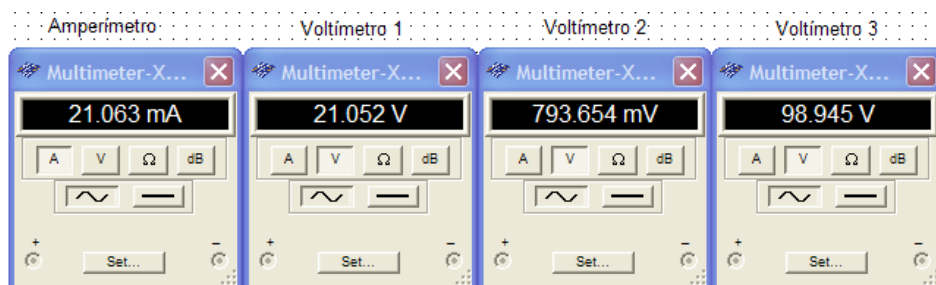 Amperímetro Voltímetro 1 Voltímetro 2 Voltímetro 3
Multimeter-X... Multimeter-X... Multimeter-X... Multimeter-X...
21.063 mA 21.052 V 793.654 mV 98.945 V
A V Ω dB A V Ω dB A V Ω dB A V Ω dB
+ – + – + – + –
Set... Set... Set... Set...